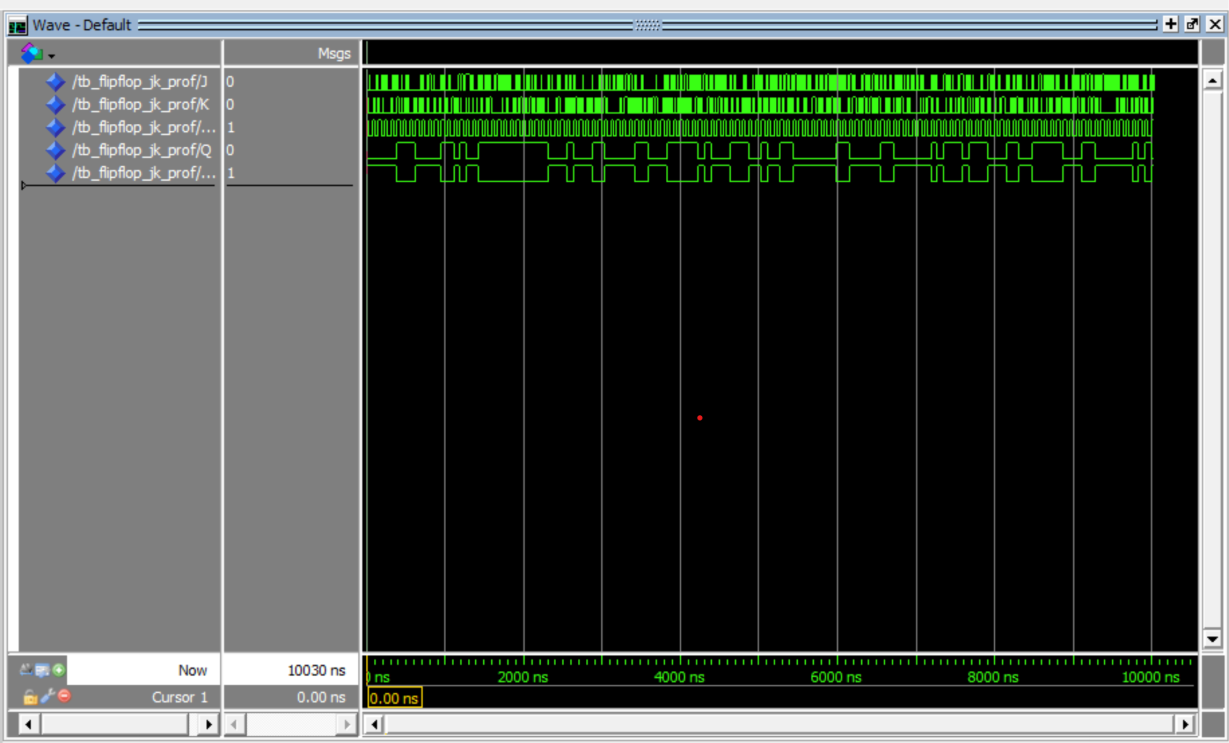 Wave - Default
Msgs
/tb_flipflop_jk_prof/J 0
/tb_flipflop_jk_prof/K 0
/tb_flipflop_jk_prof/... 1
/tb_flipflop_jk_prof/Q 0
/tb_flipflop_jk_prof/... 1
Now 10030 ns
ns 2000 ns 4000 ns 6000 ns 8000 ns 10000 ns
Cursor 1 0.00 ns 0.00 ns